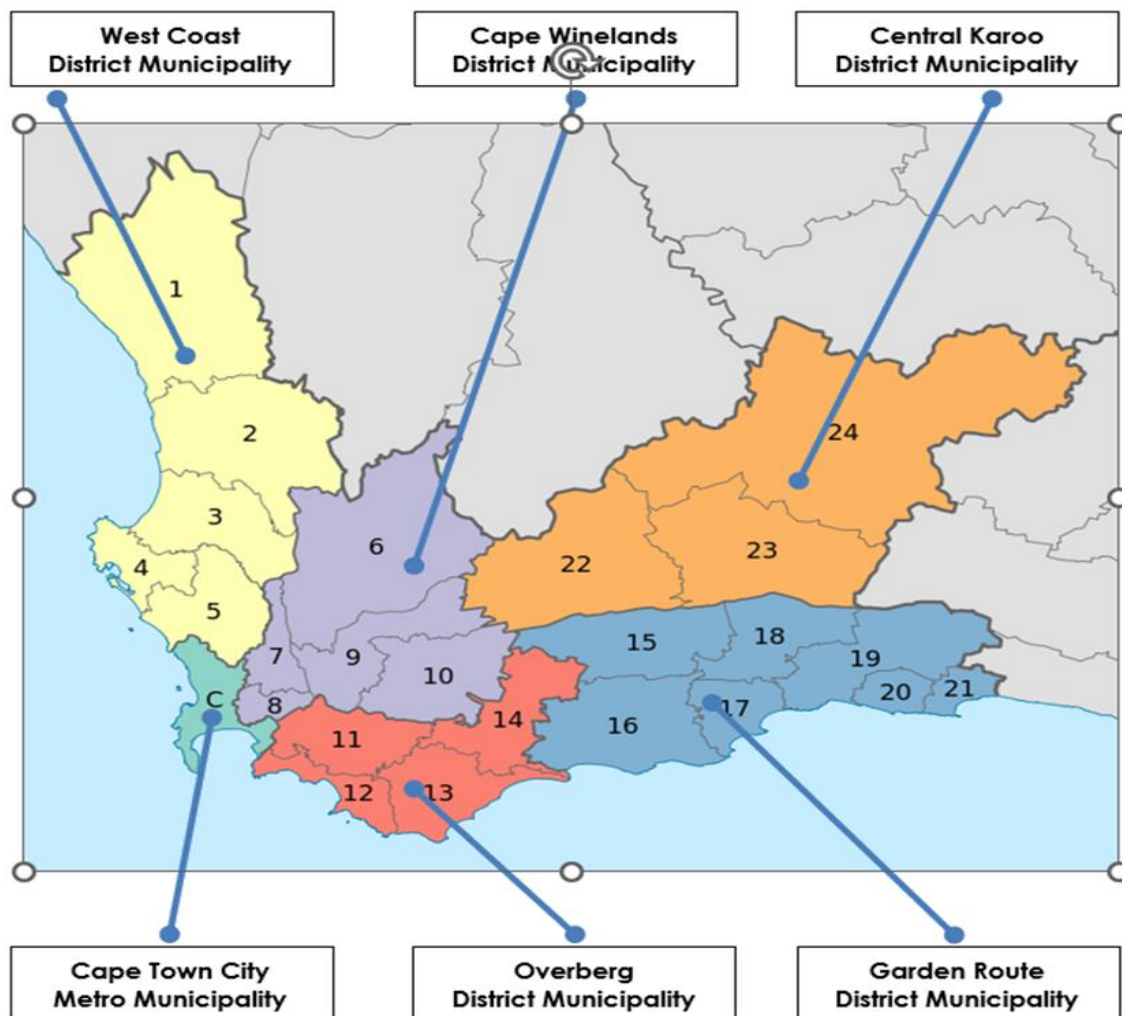 West Coast
District Municipality
Cape Winelands
District Municipality
Central Karoo
District Municipality
1
2
24
3
6
4
22
23
5
15
18
7
9
19
10
20
21
C
8
14
17
16
11
12
13
Cape Town City
Metro Municipality
Overberg
District Municipality
Garden Route
District Municipality